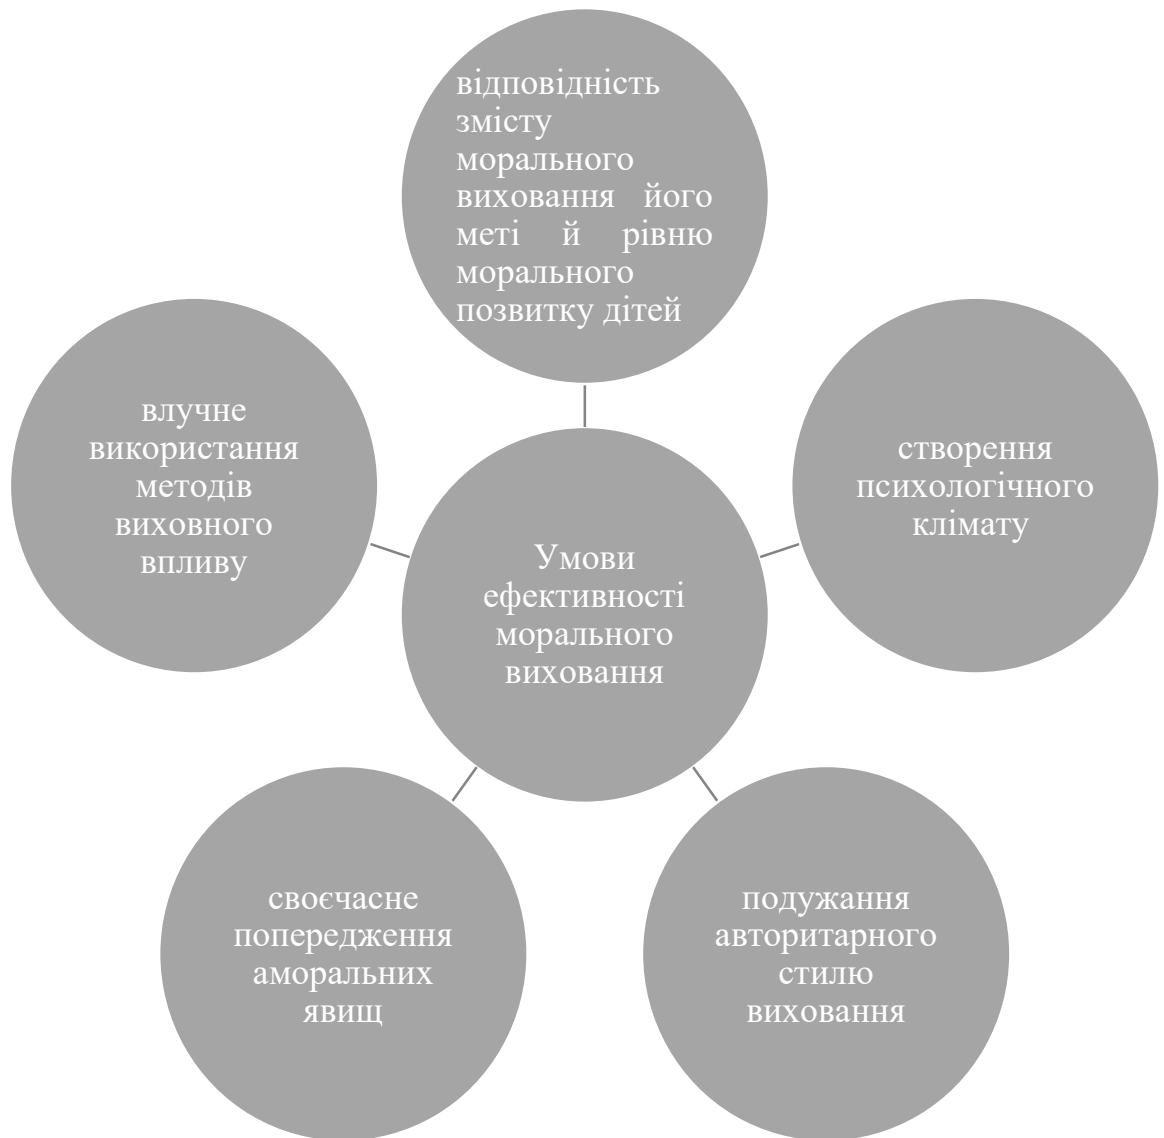 відповідність
змісту
морального
виховання його
меті й рівню
морального
позвитку дітей
влучне
використання
методів
виховного
впливу
створення
психологічного
клімату
Умови
ефективності
морального
виховання
своєчасне
попередження
аморальних
явищ
подужання
авторитарного
стилю
виховання